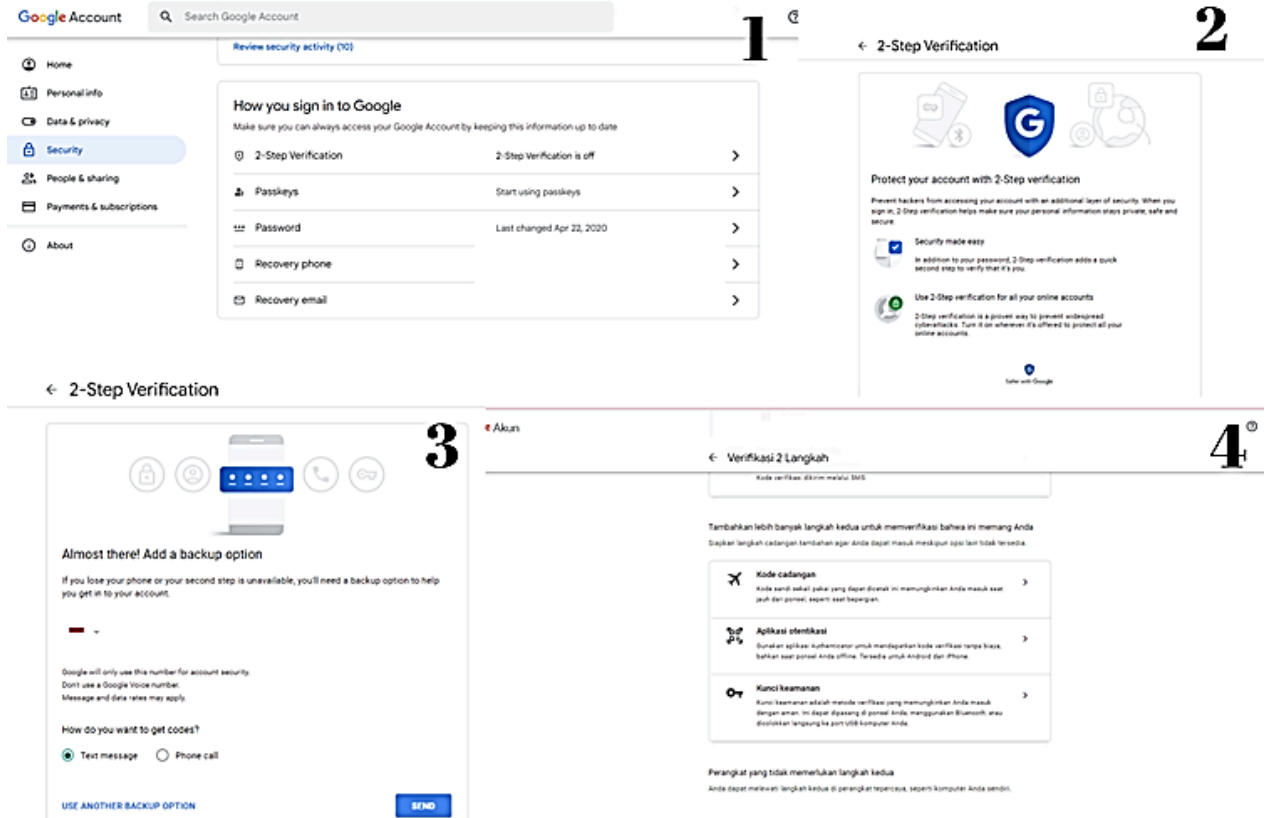 Google Account
Search Google Account
1
Review security activity (10)
Home
Personal info
Data & privacy
Security
People & sharing
Payments & subscriptions
About
How you sign in to Google
Make sure you can always access your Google Account by keeping this information up to date
2-Step Verification
2-Step Verification is off
Passkeys
Start using passkeys
Password
Last changed Apr 22, 2020
Recovery phone
Recovery email
2
2-Step Verification
G
Protect your account with 2-Step verification
Prevent hackers from accessing your account with an additional layer of security. When you
sign in, 2-Step verification helps make sure your personal information stays private, safe and
secure.
Security made easy
In addition to your password, 2-Step verification adds a quick
second step to verify that it's you.
Use 2-Step verification for all your online accounts
2-Step verification is a proven way to prevent widespread
cyberattacks. Turn it on wherever it's offered to protect all your
online accounts.
Safer with Google
2-Step Verification
3
Almost there! Add a backup option
If you lose your phone or your second step is unavailable, you'll need a backup option to help
you get in to your account.
Google will only use this number for account security.
Don't use a Google Voice number.
Message and data rates may apply.
How do you want to get codes?
Text message
Phone call
USE ANOTHER BACKUP OPTION
SEND
Akun
4
Verifikasi 2 Langkah
Kode verifikasi dikirim melalui SMS
Tambahkan lebih banyak langkah kedua untuk memverifikasi bahwa ini memang Anda
Siapkan langkah cadangan tambahan agar Anda dapat masuk meskipun opsi lain tidak tersedia.
Kode cadangan
Kode sandi sekali pakai yang dapat dicetak ini memungkinkan Anda masuk saat
jauh dari ponsel, seperti saat bepergian.
Aplikasi otentikasi
Gunakan aplikasi Authenticator untuk mendapatkan kode verifikasi tanpa biaya,
bahkan saat ponsel Anda offline. Tersedia untuk Android dan iPhone.
Kunci keamanan
Kunci keamanan adalah metode verifikasi yang memungkinkan Anda masuk
dengan aman. Ini dapat dipasang di ponsel Anda, menggunakan Bluetooth, atau
dicolokkan langsung ke port USB komputer Anda.
Perangkat yang tidak memerlukan langkah kedua
Anda dapat melewati langkah kedua di perangkat tepercaya, seperti komputer Anda sendiri.